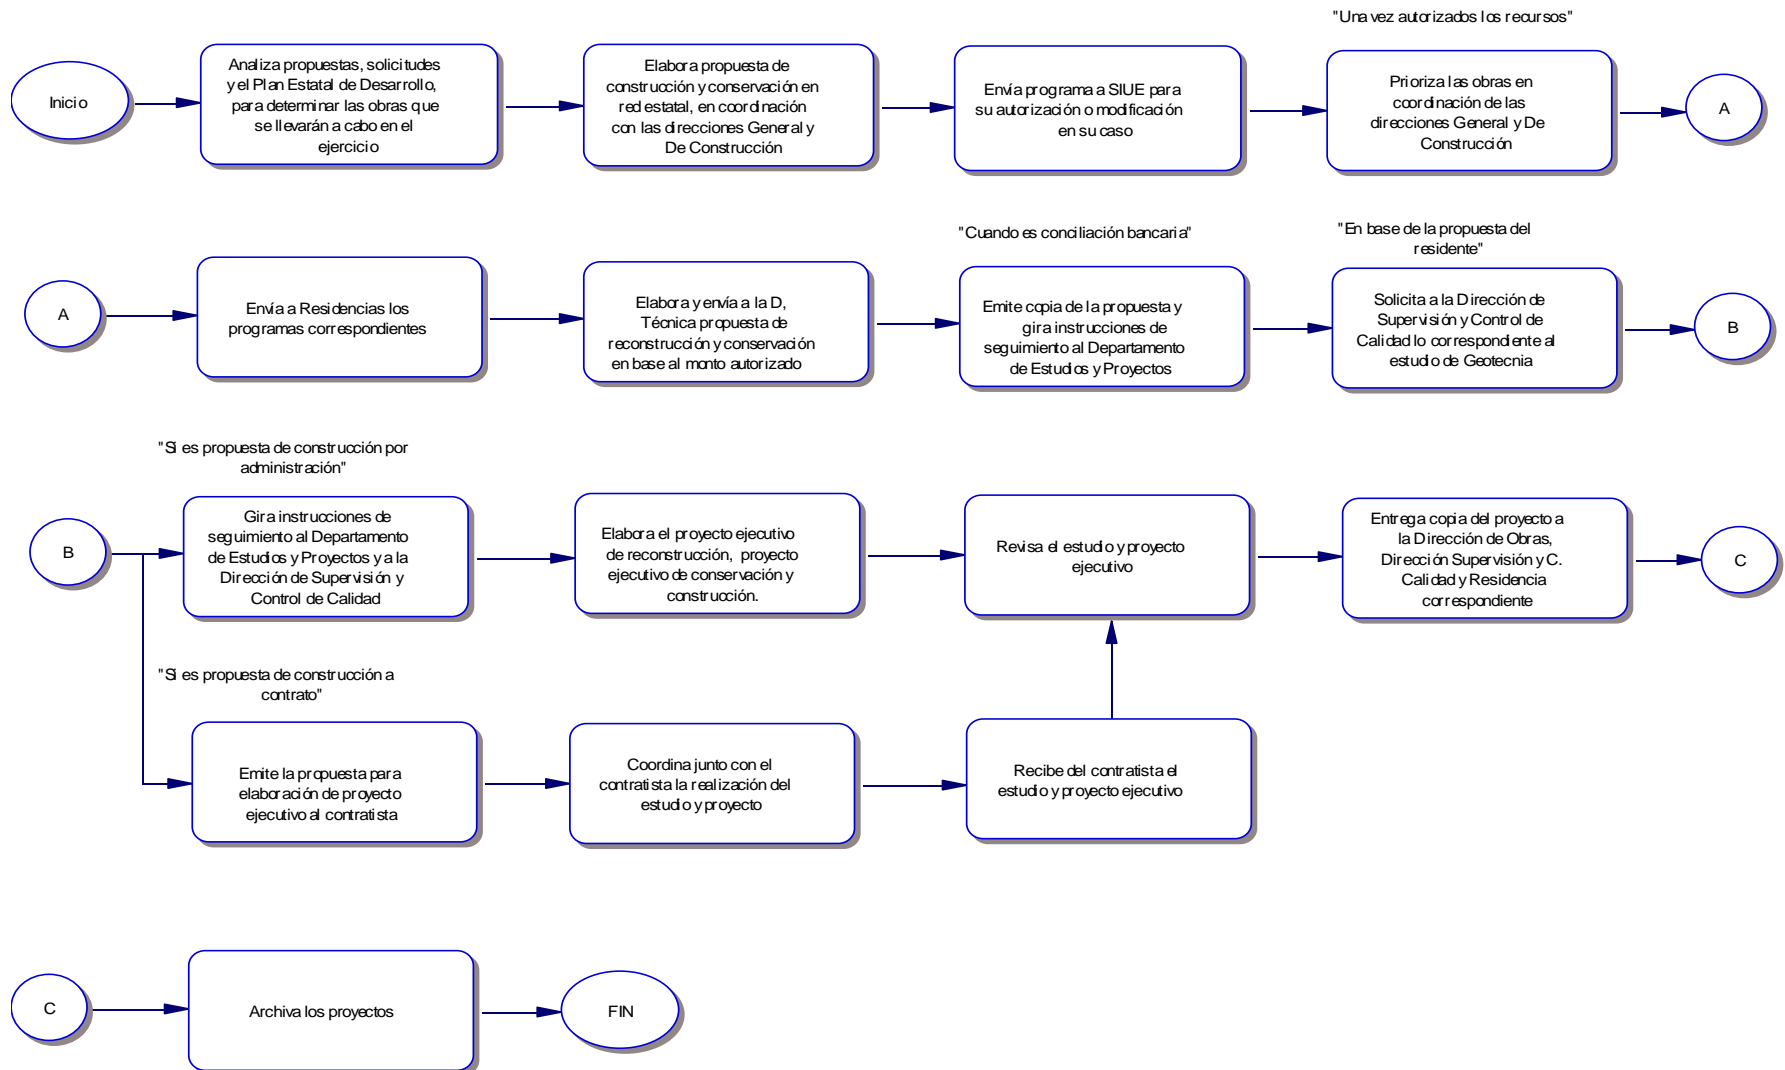 "Una vez autorizados los recursos"
Inicio
Analiza propuestas, solicitudes
y el Plan Estatal de Desarrollo,
para determinar las obras que
se llevarán a cabo en el
ejercicio
Elabora propuesta de
construcción y conservación en
red estatal, en coordinación
con las direcciones General y
De Construcción
Envía programa a SIUE para
su autorización o modificación
en su caso
Prioriza las obras en
coordinación de las
direcciones General y De
Construcción
A
"Cuando es conciliación bancaria"
"En base de la propuesta del
residente"
A
Envía a Residencias los
programas correspondientes
Elabora y envía a la D,
Técnica propuesta de
reconstrucción y conservación
en base al monto autorizado
Emite copia de la propuesta y
gira instrucciones de
seguimiento al Departamento
de Estudios y Proyectos
Solicita a la Dirección de
Supervisión y Control de
Calidad lo correspondiente al
estudio de Geotecnia
B
"Si es propuesta de construcción por
administración"
B
Gira instrucciones de
seguimiento al Departamento
de Estudios y Proyectos y a la
Dirección de Supervisión y
Control de Calidad
Elabora el proyecto ejecutivo
de reconstrucción, proyecto
ejecutivo de conservación y
construcción.
Revisa el estudio y proyecto
ejecutivo
Entrega copia del proyecto a
la Dirección de Obras,
Dirección Supervisión y C.
Calidad y Residencia
correspondiente
C
"Si es propuesta de construcción a
contrato"
Emite la propuesta para
elaboración de proyecto
ejecutivo al contratista
Coordina junto con el
contratista la realización del
estudio y proyecto
Recibe del contratista el
estudio y proyecto ejecutivo
C
Archiva los proyectos
FIN